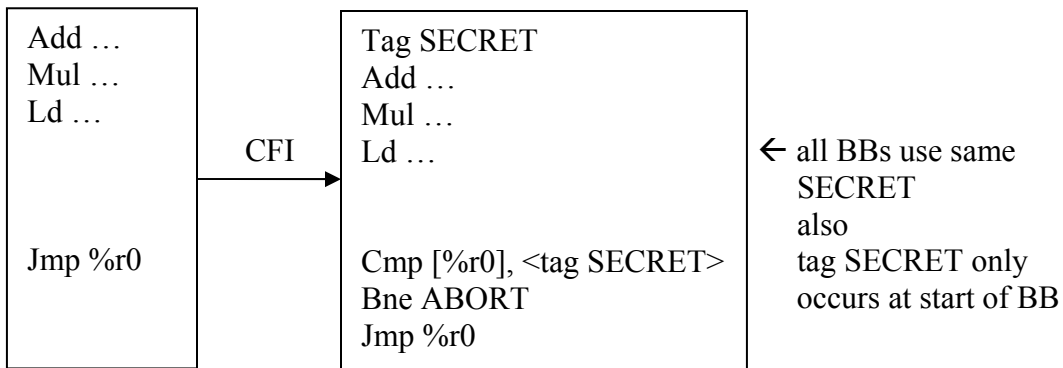 Add …
Mul …
Ld …
Jmp %r0
CFI
Tag SECRET
Add …
Mul …
Ld …
Cmp [%r0], <tag SECRET>
Bne ABORT
Jmp %r0
← all BBs use same
SECRET
also
tag SECRET only
occurs at start of BB